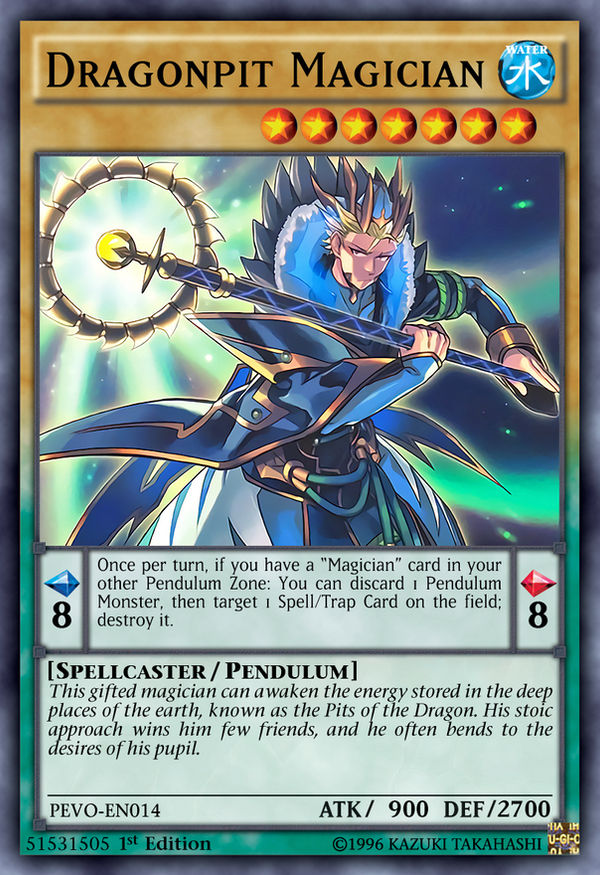 DRAGONPIT MAGICIAN
WATER
水
Once per turn, if you have a "Magician" card in your
other Pendulum Zone: You can discard 1 Pendulum
Monster, then target 1 Spell/Trap Card on the field;
destroy it.
8
8
[SPELLCASTER / PENDULUM]
This gifted magician can awaken the energy stored in the deep
places of the earth, known as the Pits of the Dragon. His stoic
approach wins him few friends, and he often bends to the
desires of his pupil.
PEVO-EN014
ATK/ 900 DEF/2700
51531505 1st Edition
©1996 KAZUKI TAKAHASHI